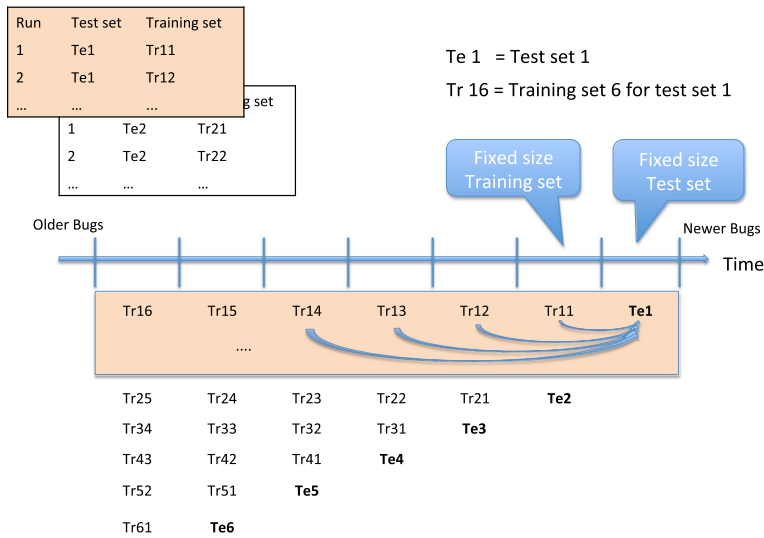 Run Test set Training set
1 Te1 Tr11
2 Te1 Tr12
... ... ...
g set
1 Te2 Tr21
2 Te2 Tr22
... ... ...
Te 1 = Test set 1
Tr 16 = Training set 6 for test set 1
Fixed size
Training set
Fixed size
Test set
Older Bugs
Newer Bugs
Time
Tr16 Tr15 Tr14 Tr13 Tr12 Tr11 Te1
....
Tr25 Tr24 Tr23 Tr22 Tr21 Te2
Tr34 Tr33 Tr32 Tr31 Te3
Tr43 Tr42 Tr41 Te4
Tr52 Tr51 Te5
Tr61 Te6